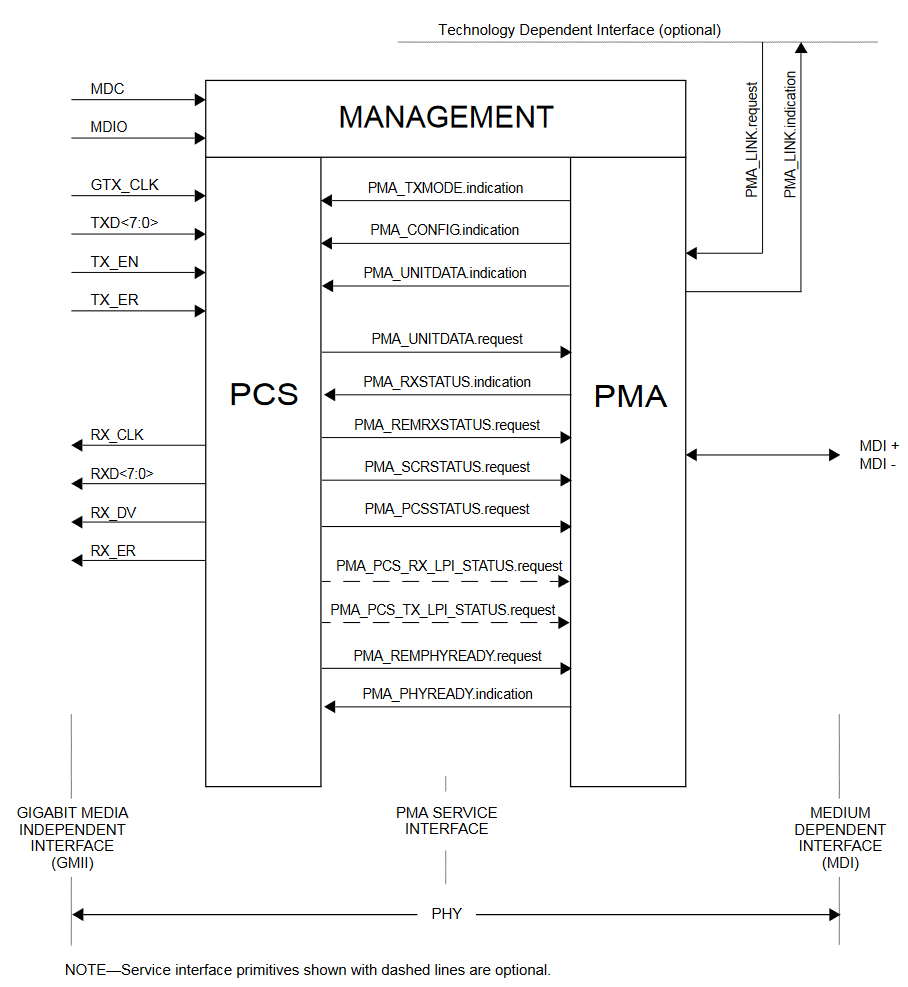 Technology Dependent Interface (optional)
MDC
MDIO
MANAGEMENT
PMA_LINK.request
PMA_LINK.indication
GTX_CLK
TXD<7:0>
TX_EN
TX_ER
PMA_TXMODE.indication
PMA_CONFIG.indication
PMA_UNITDATA.indication
PMA_UNITDATA.request
PMA_RXSTATUS.indication
PCS
PMA
PMA_REMRXSTATUS.request
PMA_SCRSTATUS.request
PMA_PCSSTATUS.request
PMA_PCS_RX_LPI_STATUS.request
PMA_PCS_TX_LPI_STATUS.request
PMA_REMPHYREADY.request
PMA_PHYREADY.indication
RX_CLK
RXD<7:0>
RX_DV
RX_ER
MDI +
MDI -
GIGABIT MEDIA
INDEPENDENT
INTERFACE
(GMII)
PMA SERVICE
INTERFACE
MEDIUM
DEPENDENT
INTERFACE
(MDI)
PHY
NOTE—Service interface primitives shown with dashed lines are optional.